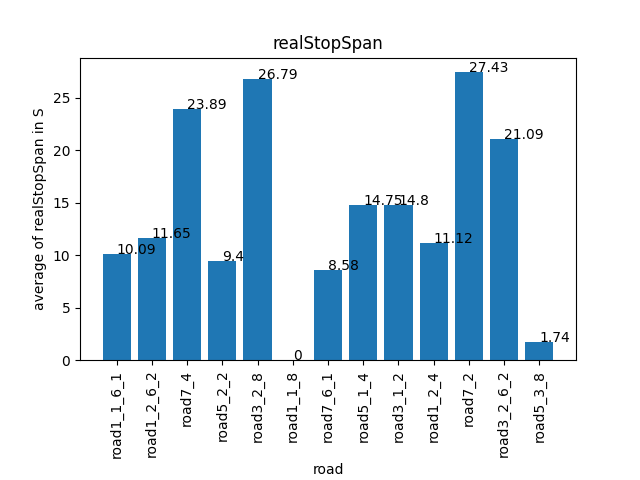 realStopSpan
average of realStopSpan in S
25
20
15
10
5
0
10.09
11.65
23.89
9.4
26.79
0
8.58
14.75
14.8
11.12
27.43
21.09
1.74
road1_1_6_1
road1_2_6_2
road7_4
road5_2_2
road3_2_8
road1_1_8
road7_6_1
road5_1_4
road3_1_2
road1_2_4
road7_2
road3_2_6_2
road5_3_8
road